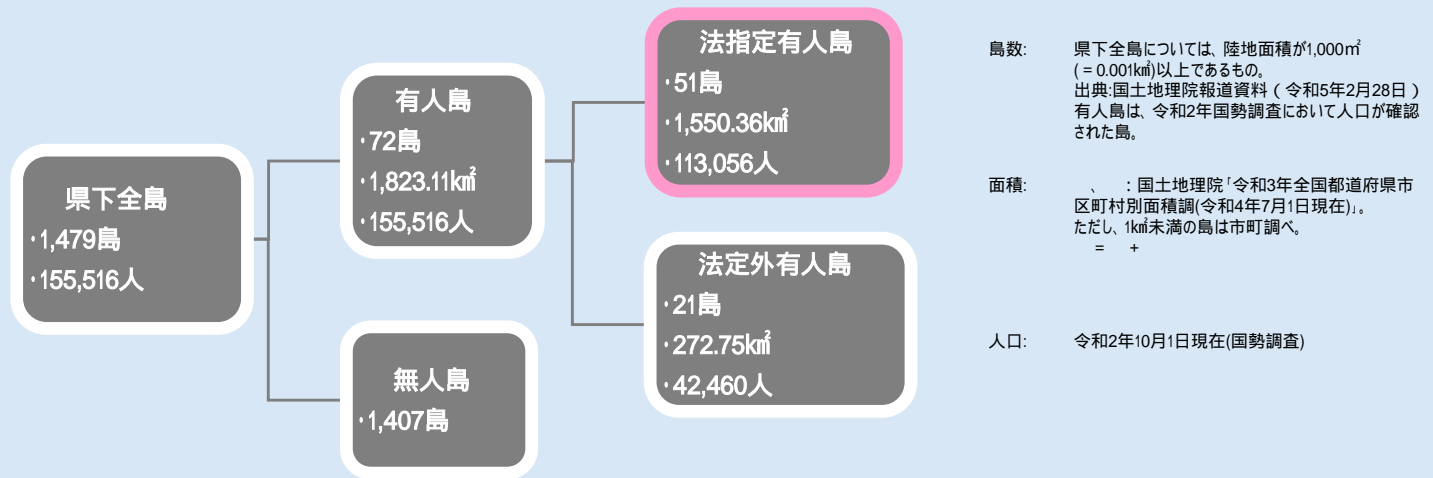 県下全島
・1,479島
・155,516人
有人島
・72島
・1,823.11k㎡
・155,516人
無人島
・1,407島
法指定有人島
・51島
・1,550.36k㎡
・113,056人
法定外有人島
・21島
・272.75k㎡
・42,460人
島数: 県下全島については、陸地面積が1,000㎡
(=0.001k㎡)以上であるもの。
出典:国土地理院報道資料(令和5年2月28日)
有人島は、令和2年国勢調査において人口が確認
された島。
面積: 、 :国土地理院「令和3年全国都道府県市
区町村別面積調(令和4年7月1日現在)」。
ただし、1k㎡未満の島は市町調べ。
= +
人口: 令和2年10月1日現在(国勢調査)